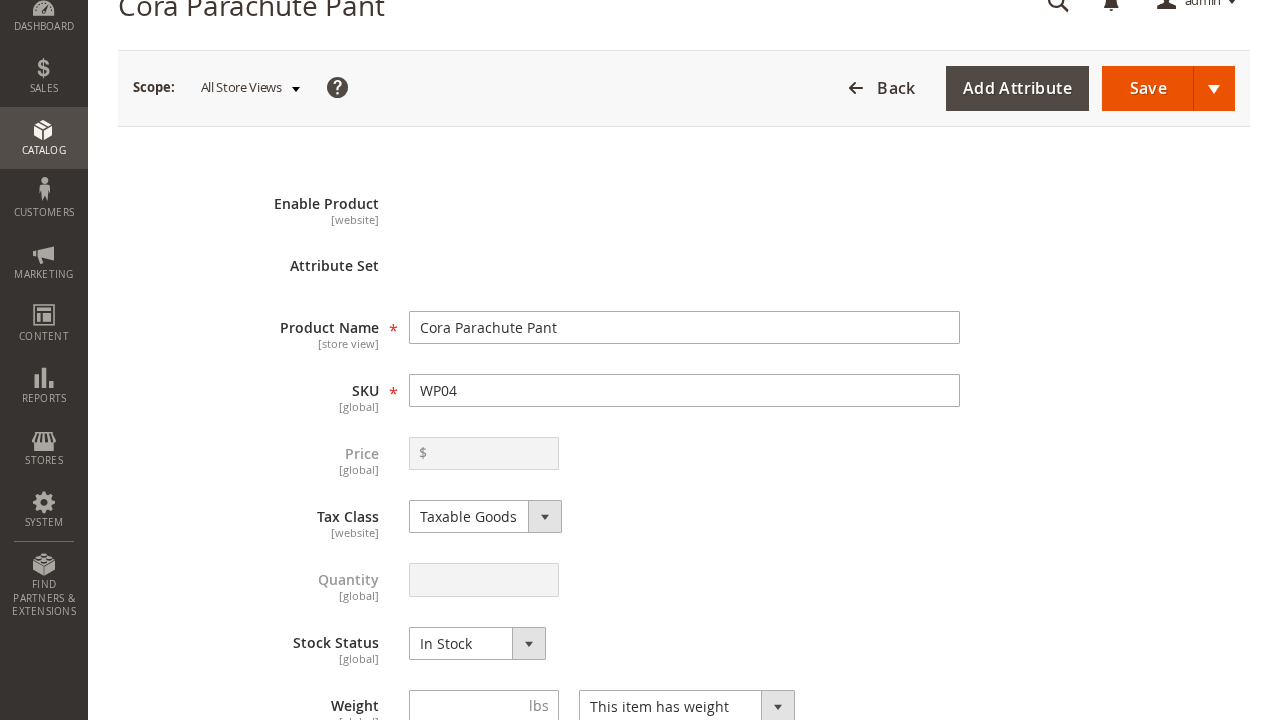 Cora Parachute Pant
admin
DASHBOARD
SALES
CATALOG
CUSTOMERS
MARKETING
CONTENT
REPORTS
STORES
SYSTEM
FIND
PARTNERS &
EXTENSIONS
Scope: All Store Views ?
Back
Add Attribute
Save
Enable Product
[website]
Attribute Set
Product Name * Cora Parachute Pant
[store view]
SKU * WP04
[global]
Price $
[global]
Tax Class Taxable Goods
[website]
Quantity
[global]
Stock Status In Stock
[global]
Weight lbs This item has weight
[global]